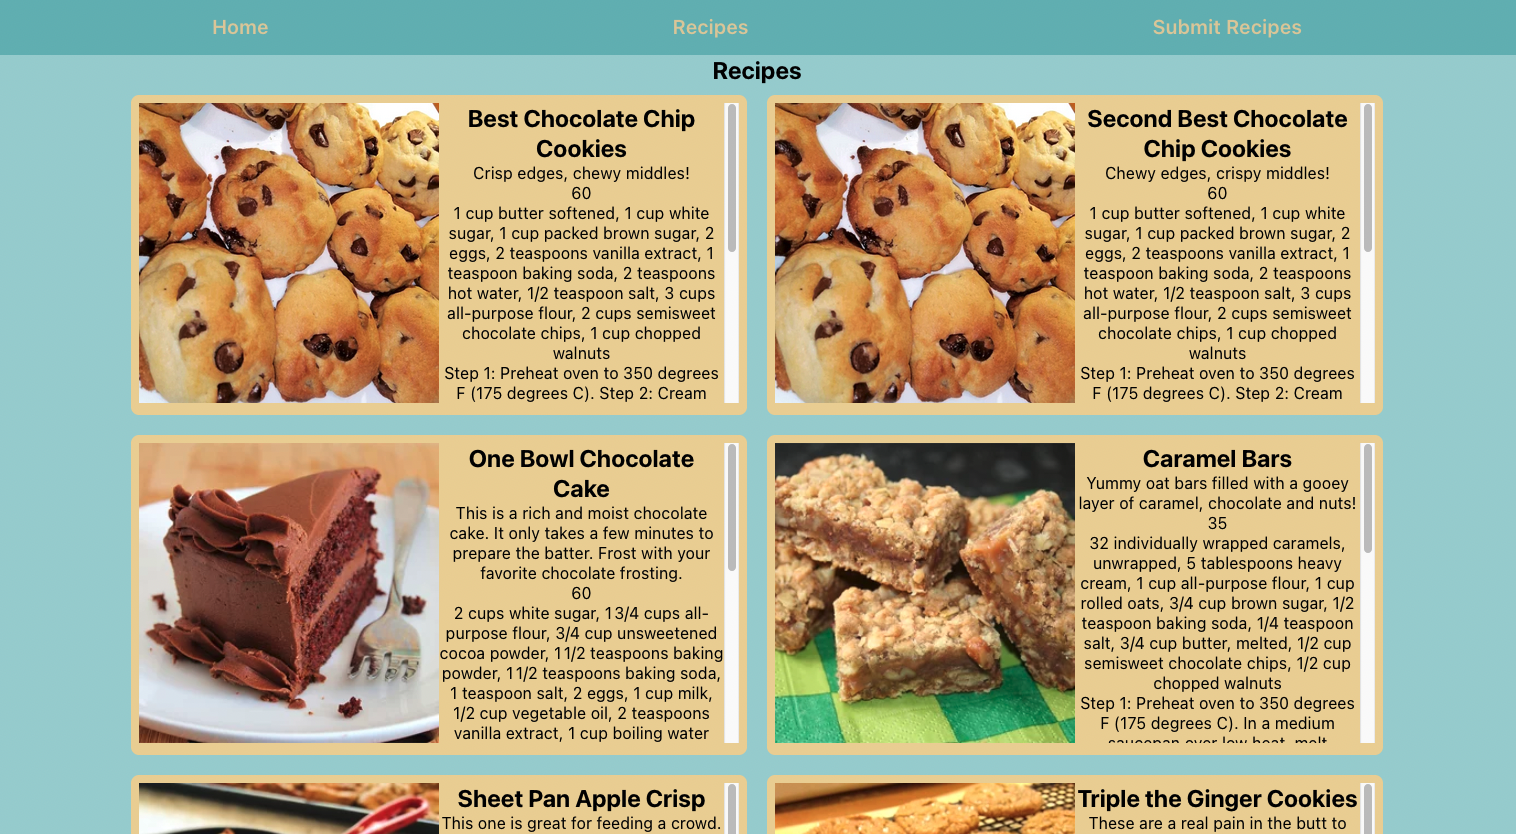 Home
Recipes
Submit Recipes
Recipes
Best Chocolate Chip
Cookies
Crisp edges, chewy middles!
60
1 cup butter softened, 1 cup white
sugar, 1 cup packed brown sugar, 2
eggs, 2 teaspoons vanilla extract, 1
teaspoon baking soda, 2 teaspoons
hot water, 1/2 teaspoon salt, 3 cups
all-purpose flour, 2 cups semisweet
chocolate chips, 1 cup chopped
walnuts
Step 1: Preheat oven to 350 degrees
F (175 degrees C). Step 2: Cream
Second Best Chocolate
Chip Cookies
Chewy edges, crispy middles!
60
1 cup butter softened, 1 cup white
sugar, 1 cup packed brown sugar, 2
eggs, 2 teaspoons vanilla extract, 1
teaspoon baking soda, 2 teaspoons
hot water, 1/2 teaspoon salt, 3 cups
all-purpose flour, 2 cups semisweet
chocolate chips, 1 cup chopped
walnuts
Step 1: Preheat oven to 350 degrees
F (175 degrees C). Step 2: Cream
One Bowl Chocolate
Cake
This is a rich and moist chocolate
cake. It only takes a few minutes to
prepare the batter. Frost with your
favorite chocolate frosting.
60
2 cups white sugar, 1 3/4 cups all-
purpose flour, 3/4 cup unsweetened
cocoa powder, 1 1/2 teaspoons baking
powder, 1 1/2 teaspoons baking soda,
1 teaspoon salt, 2 eggs, 1 cup milk,
1/2 cup vegetable oil, 2 teaspoons
vanilla extract, 1 cup boiling water
Caramel Bars
Yummy oat bars filled with a gooey
layer of caramel, chocolate and nuts!
35
32 individually wrapped caramels,
unwrapped, 5 tablespoons heavy
cream, 1 cup all-purpose flour, 1 cup
rolled oats, 3/4 cup brown sugar, 1/2
teaspoon baking soda, 1/4 teaspoon
salt, 3/4 cup butter, melted, 1/2 cup
semisweet chocolate chips, 1/2 cup
chopped walnuts
Step 1: Preheat oven to 350 degrees
F (175 degrees C). In a medium
saucepan over low heat, melt
Sheet Pan Apple Crisp
This one is great for feeding a crowd.
Triple the Ginger Cookies
These are a real pain in the butt to